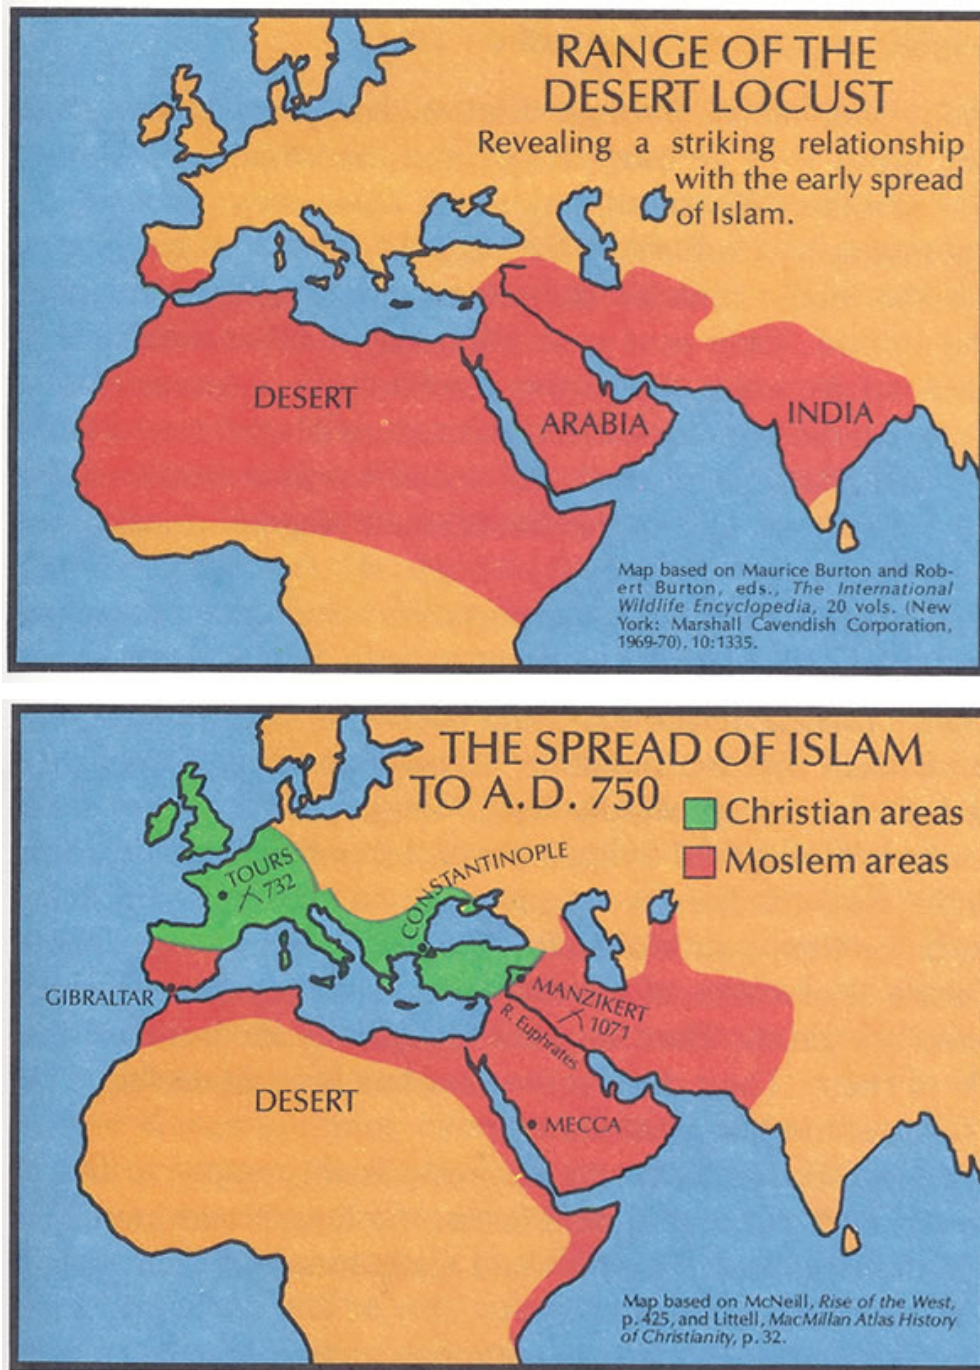 RANGE OF THE
DESERT LOCUST
Revealing a striking relationship
with the early spread
of Islam.
DESERT
ARABIA
INDIA
Map based on Maurice Burton and Rob-
ert Burton, eds., The International
Wildlife Encyclopedia, 20 vols. (New
York: Marshall Cavendish Corporation,
1969-70), 10:1335.
THE SPREAD OF ISLAM
TO A.D. 750
Christian areas
Moslem areas
TOURS
732
CONSTANTINOPLE
GIBRALTAR
MANZIKERT
1071
R. Euphrates
DESERT
MECCA
Map based on McNeill, Rise of the West,
p. 425, and Littell, MacMillan Atlas History
of Christianity, p. 32.